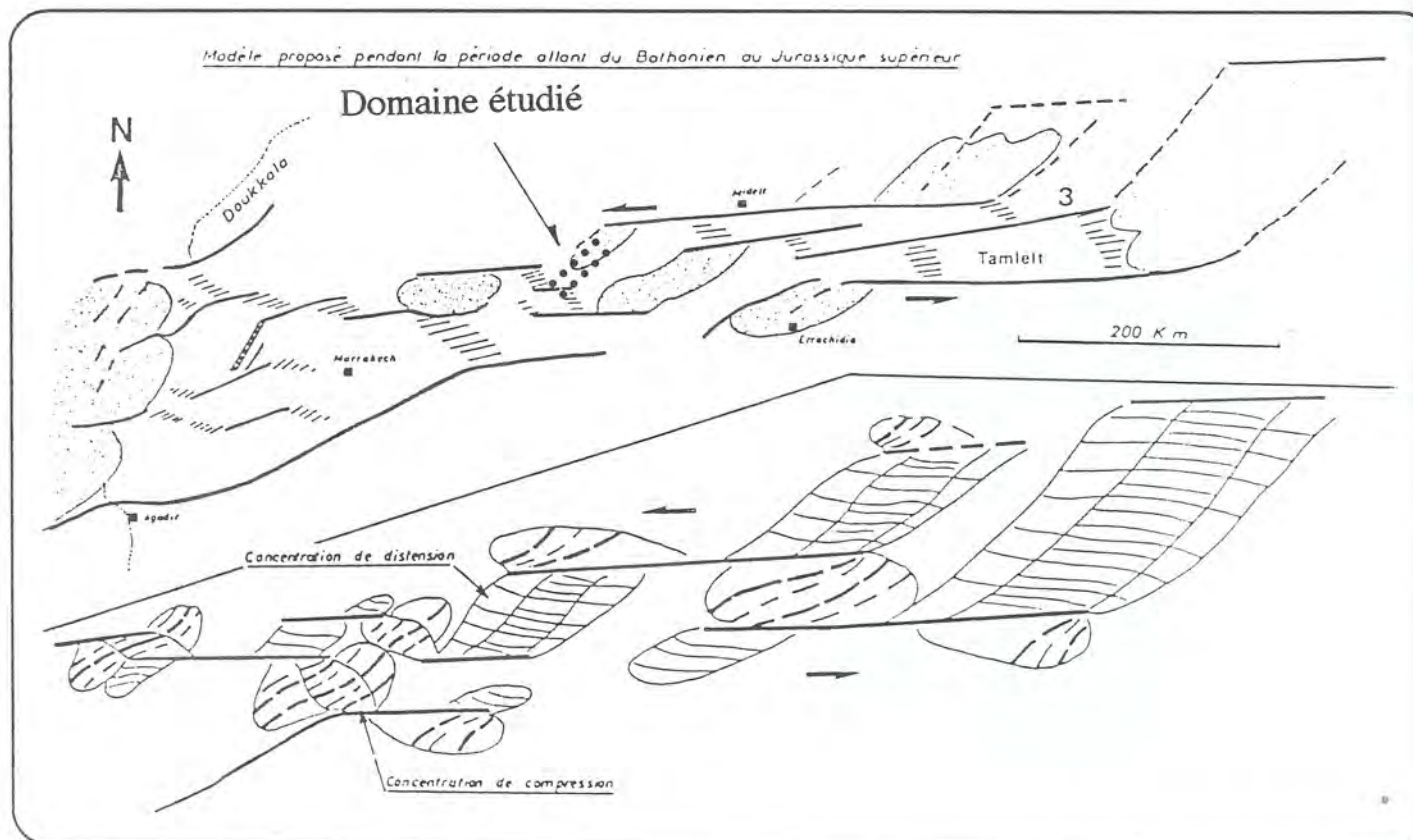 Modèle proposé pendant la période allant du Bathonien au Jurassique supérieur
Domaine étudié
N
Doukkala
Midelt
3
Tamlelt
Errachidia
200 Km
Marrakech
Agadir
Concentration de distension
Concentration de compression